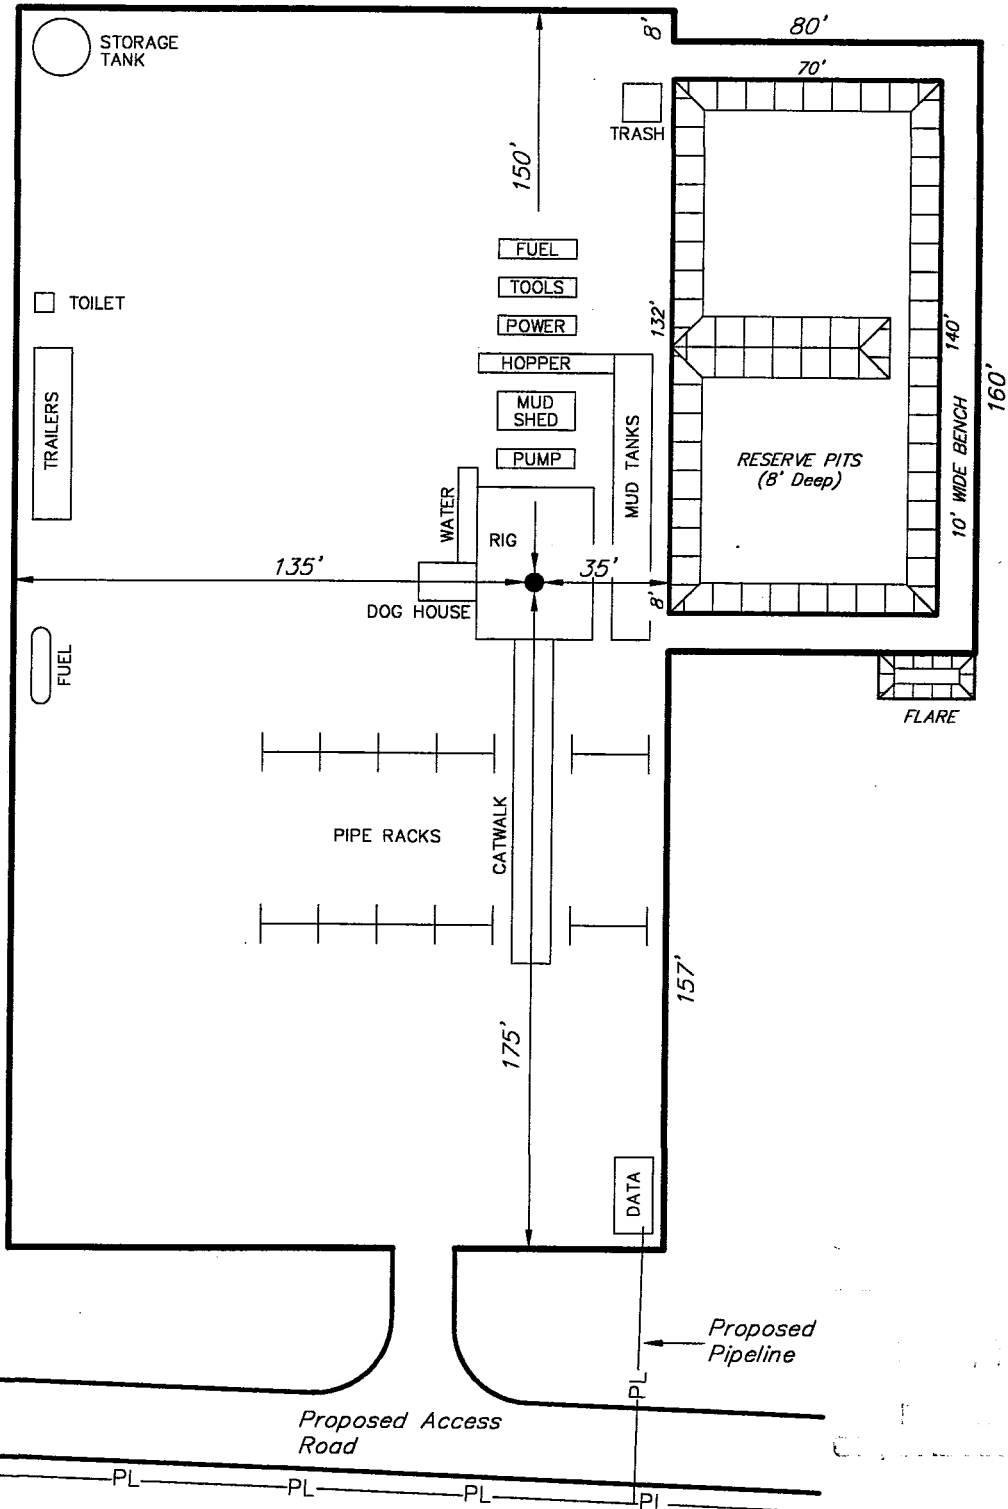 8'
80'
STORAGE
TANK
70'
TRASH
150'
FUEL
TOOLS
TOILET
POWER
132'
140'
160'
HOPPER
MUD
SHED
TRAILERS
MUD TANKS
10' WIDE BENCH
PUMP
RESERVE PITS
(8' Deep)
WATER
RIG
135'
35'
8'
DOG HOUSE
FUEL
FLARE
PIPE RACKS
CATWALK
157'
175'
DATA
Proposed
Pipeline
PL
Proposed Access
Road
PL
PL
PL
PL